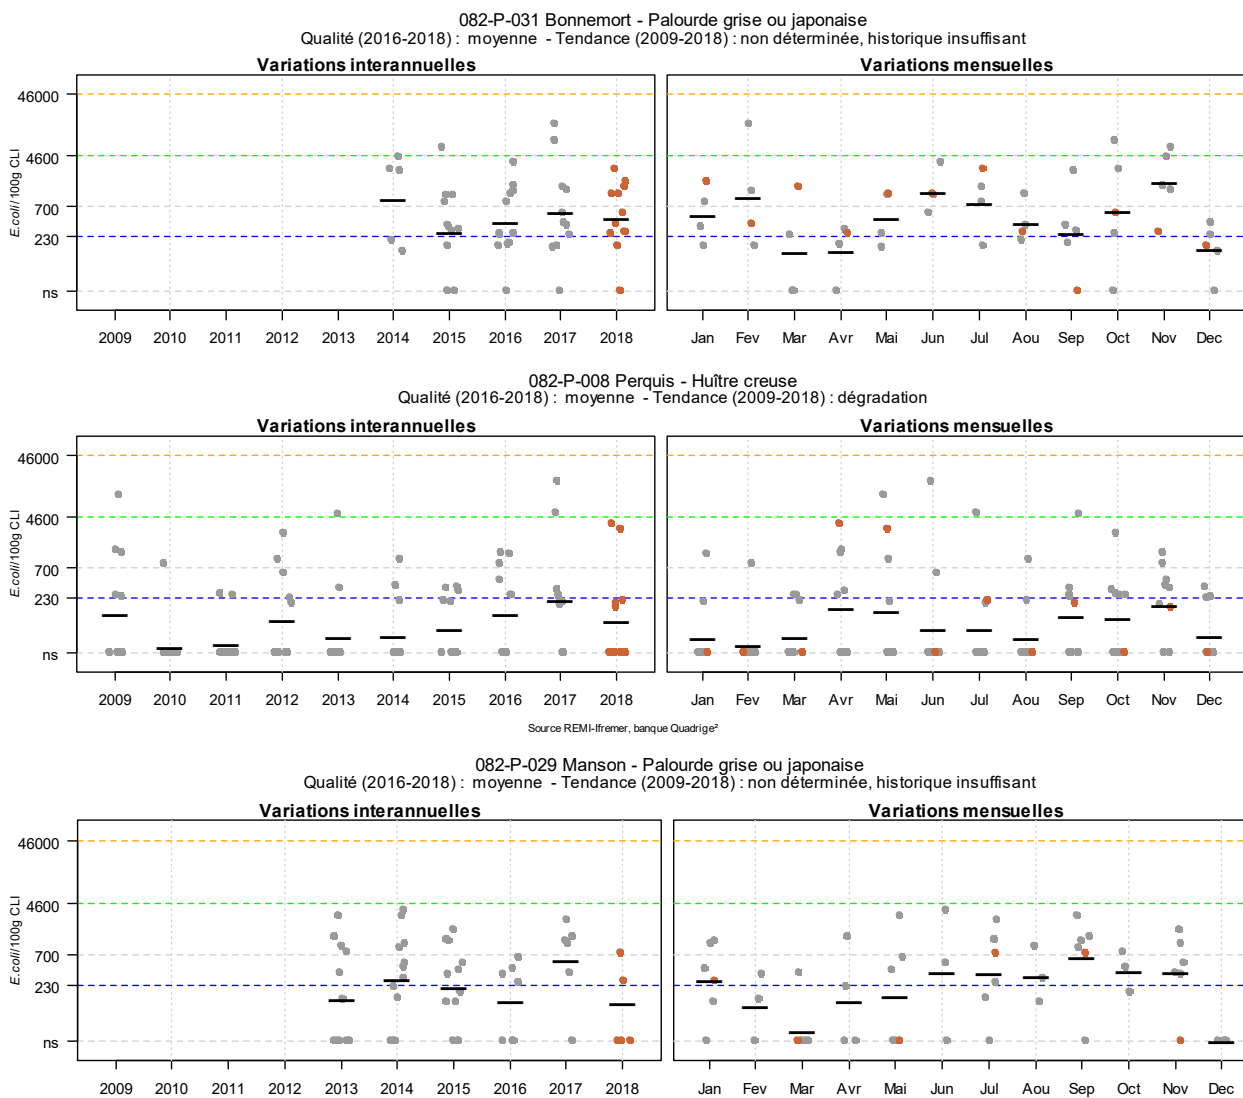 082-P-031 Bonnemort - Palourde grise ou japonaise
Qualité (2016-2018) : moyenne - Tendance (2009-2018) : non déterminée, historique insuffisant
Variations interannuelles
Variations mensuelles
E.coli/100g CLI
46000
4600
700
230
ns
2009 2010 2011 2012 2013 2014 2015 2016 2017 2018
Jan Fev Mar Avr Mai Jun Jul Aou Sep Oct Nov Dec
082-P-008 Perquis - Huître creuse
Qualité (2016-2018) : moyenne - Tendance (2009-2018) : dégradation
Variations interannuelles
Variations mensuelles
E.coli/100g CLI
46000
4600
700
230
ns
2009 2010 2011 2012 2013 2014 2015 2016 2017 2018
Jan Fev Mar Avr Mai Jun Jul Aou Sep Oct Nov Dec
Source REMI-Ifremer, banque Quadrige²
082-P-029 Manson - Palourde grise ou japonaise
Qualité (2016-2018) : moyenne - Tendance (2009-2018) : non déterminée, historique insuffisant
Variations interannuelles
Variations mensuelles
E.coli/100g CLI
46000
4600
700
230
ns
2009 2010 2011 2012 2013 2014 2015 2016 2017 2018
Jan Fev Mar Avr Mai Jun Jul Aou Sep Oct Nov Dec